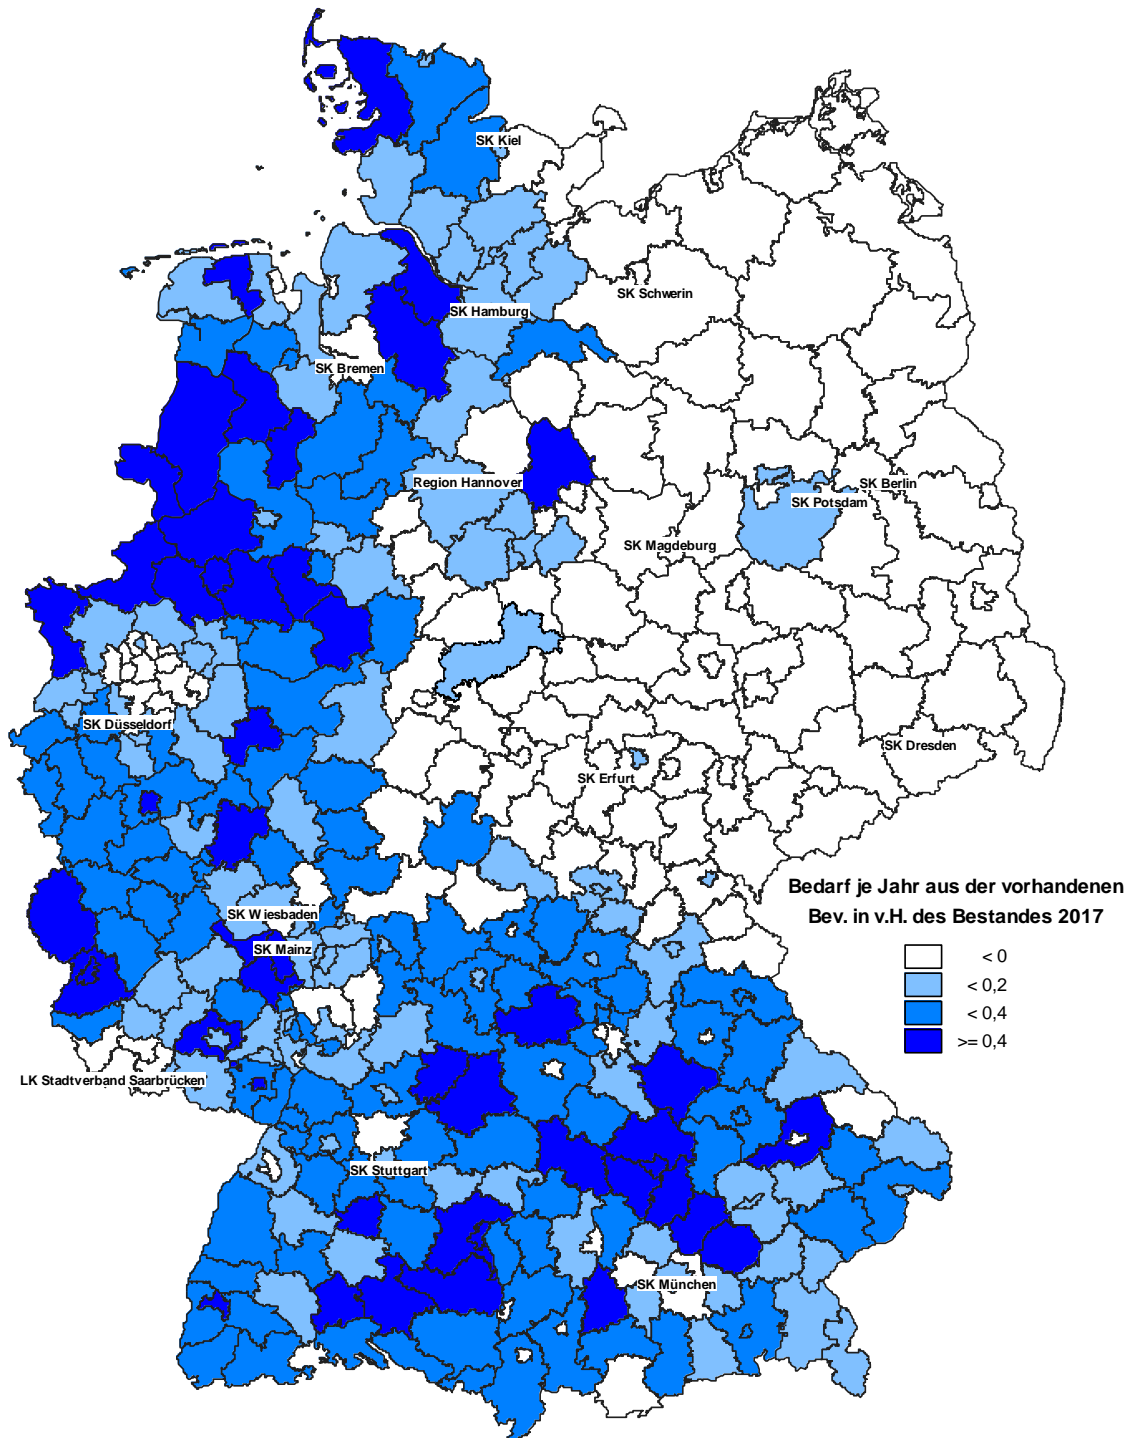 SK Kiel
SK Schwerin
SK Hamburg
SK Bremen
Region Hannover
SK Berlin
SK Potsdam
SK Magdeburg
SK Düsseldorf
SK Dresden
SK Erfurt
Bedarf je Jahr aus der vorhandenen
Bev. in v.H. des Bestandes 2017
< 0
< 0,2
< 0,4
>= 0,4
SK Wiesbaden
SK Mainz
LK Stadtverband Saarbrücken
SK Stuttgart
SK München